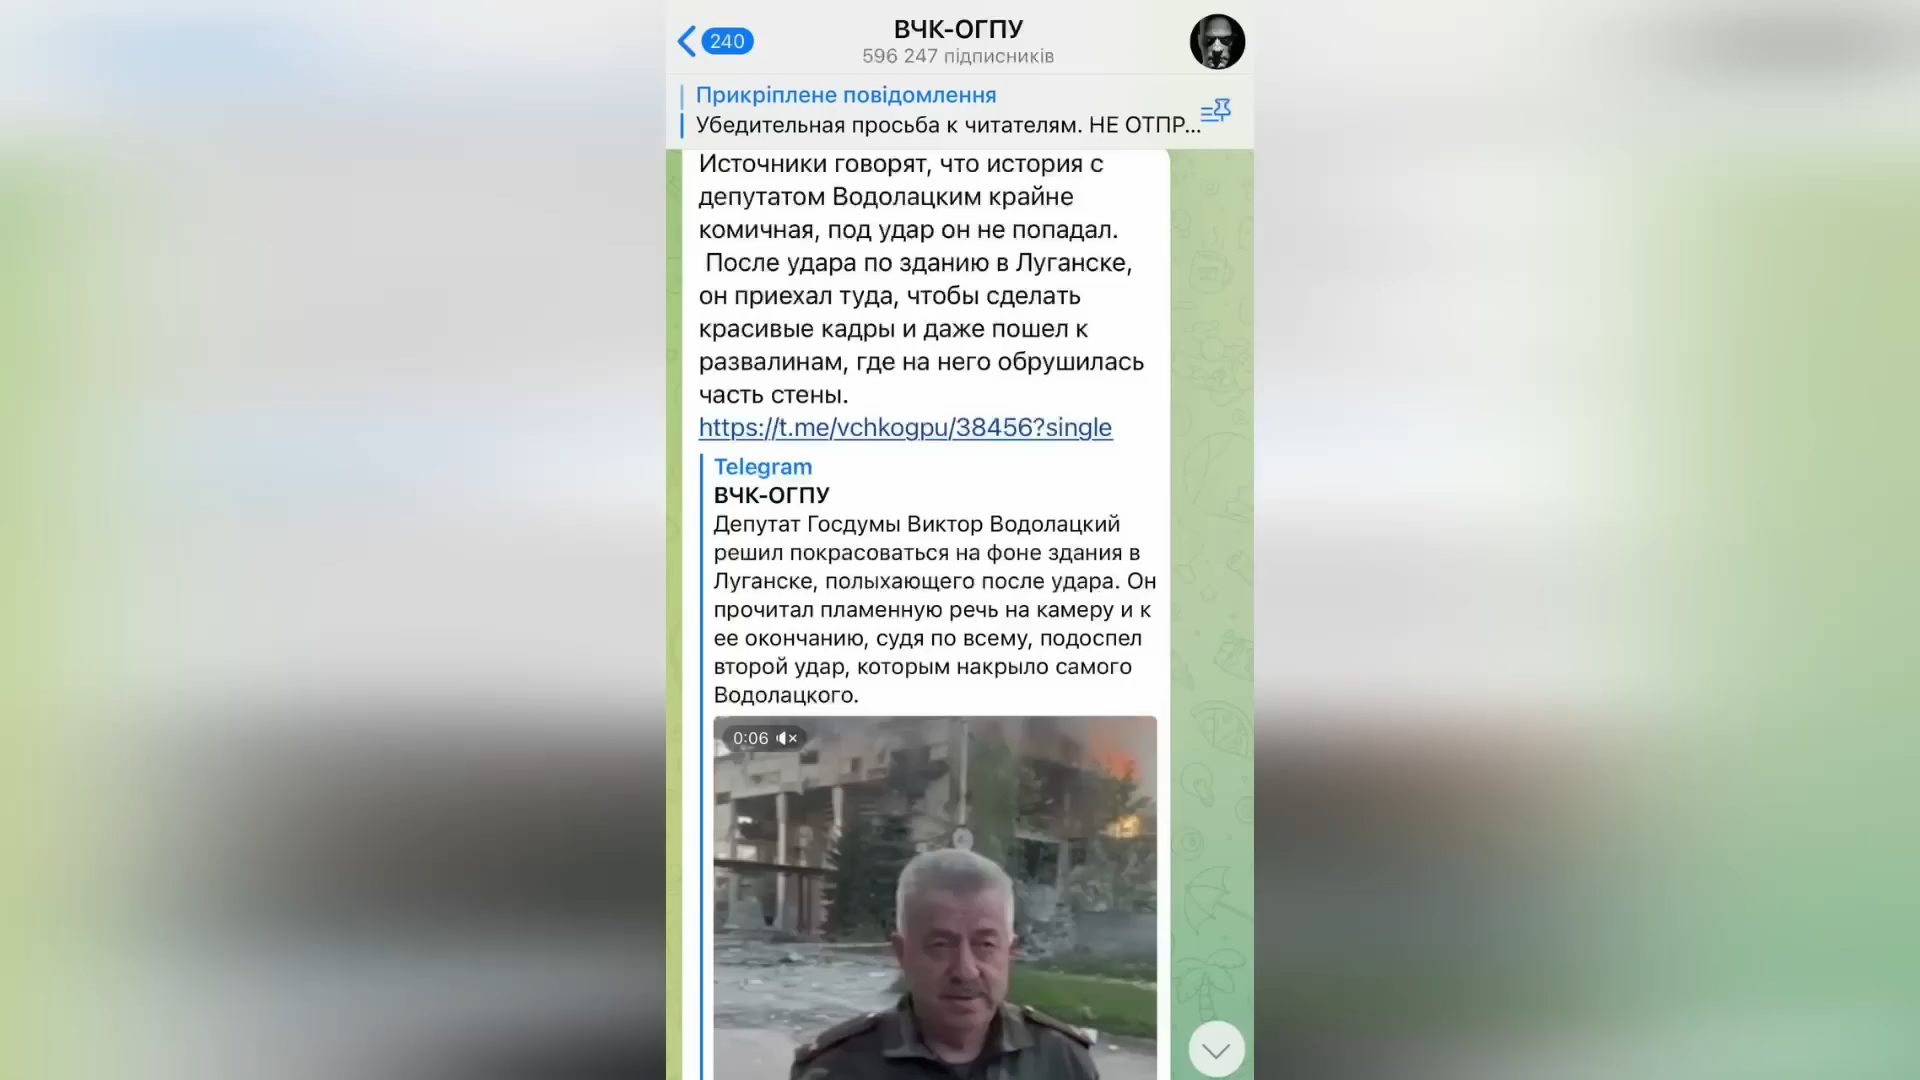 240
ВЧК-ОГПУ
596 247 підписників
Прикріплене повідомлення
Убедительная просьба к читателям. НЕ ОТПР...
Источники говорят, что история с
депутатом Водолацким крайне
комичная, под удар он не попадал.
После удара по зданию в Луганске,
он приехал туда, чтобы сделать
красивые кадры и даже пошел к
развалинам, где на него обрушилась
часть стены.
https://t.me/vchkogpu/38456?single
Telegram
ВЧК-ОГПУ
Депутат Госдумы Виктор Водолацкий
решил покрасоваться на фоне здания в
Луганске, полыхающего после удара. Он
прочитал пламенную речь на камеру и к
ее окончанию, судя по всему, подоспел
второй удар, которым накрыло самого
Водолацкого.
0:06